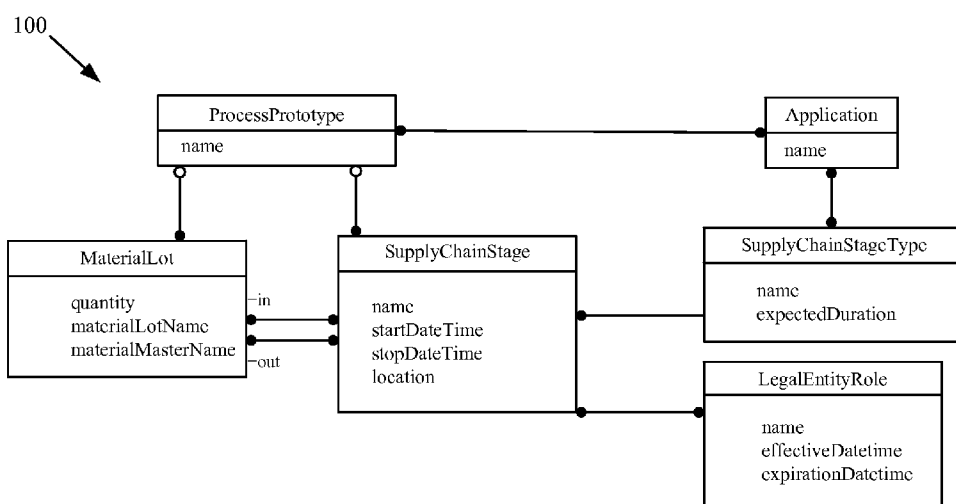 100
ProcessPrototype
name
Application
name
MaterialLot
quantity
materialLotName
materialMasterName
−in
−out
SupplyChainStage
name
startDateTime
stopDateTime
location
SupplyChainStageType
name
expectedDuration
LegalEntityRole
name
effectiveDatetime
expirationDatetime